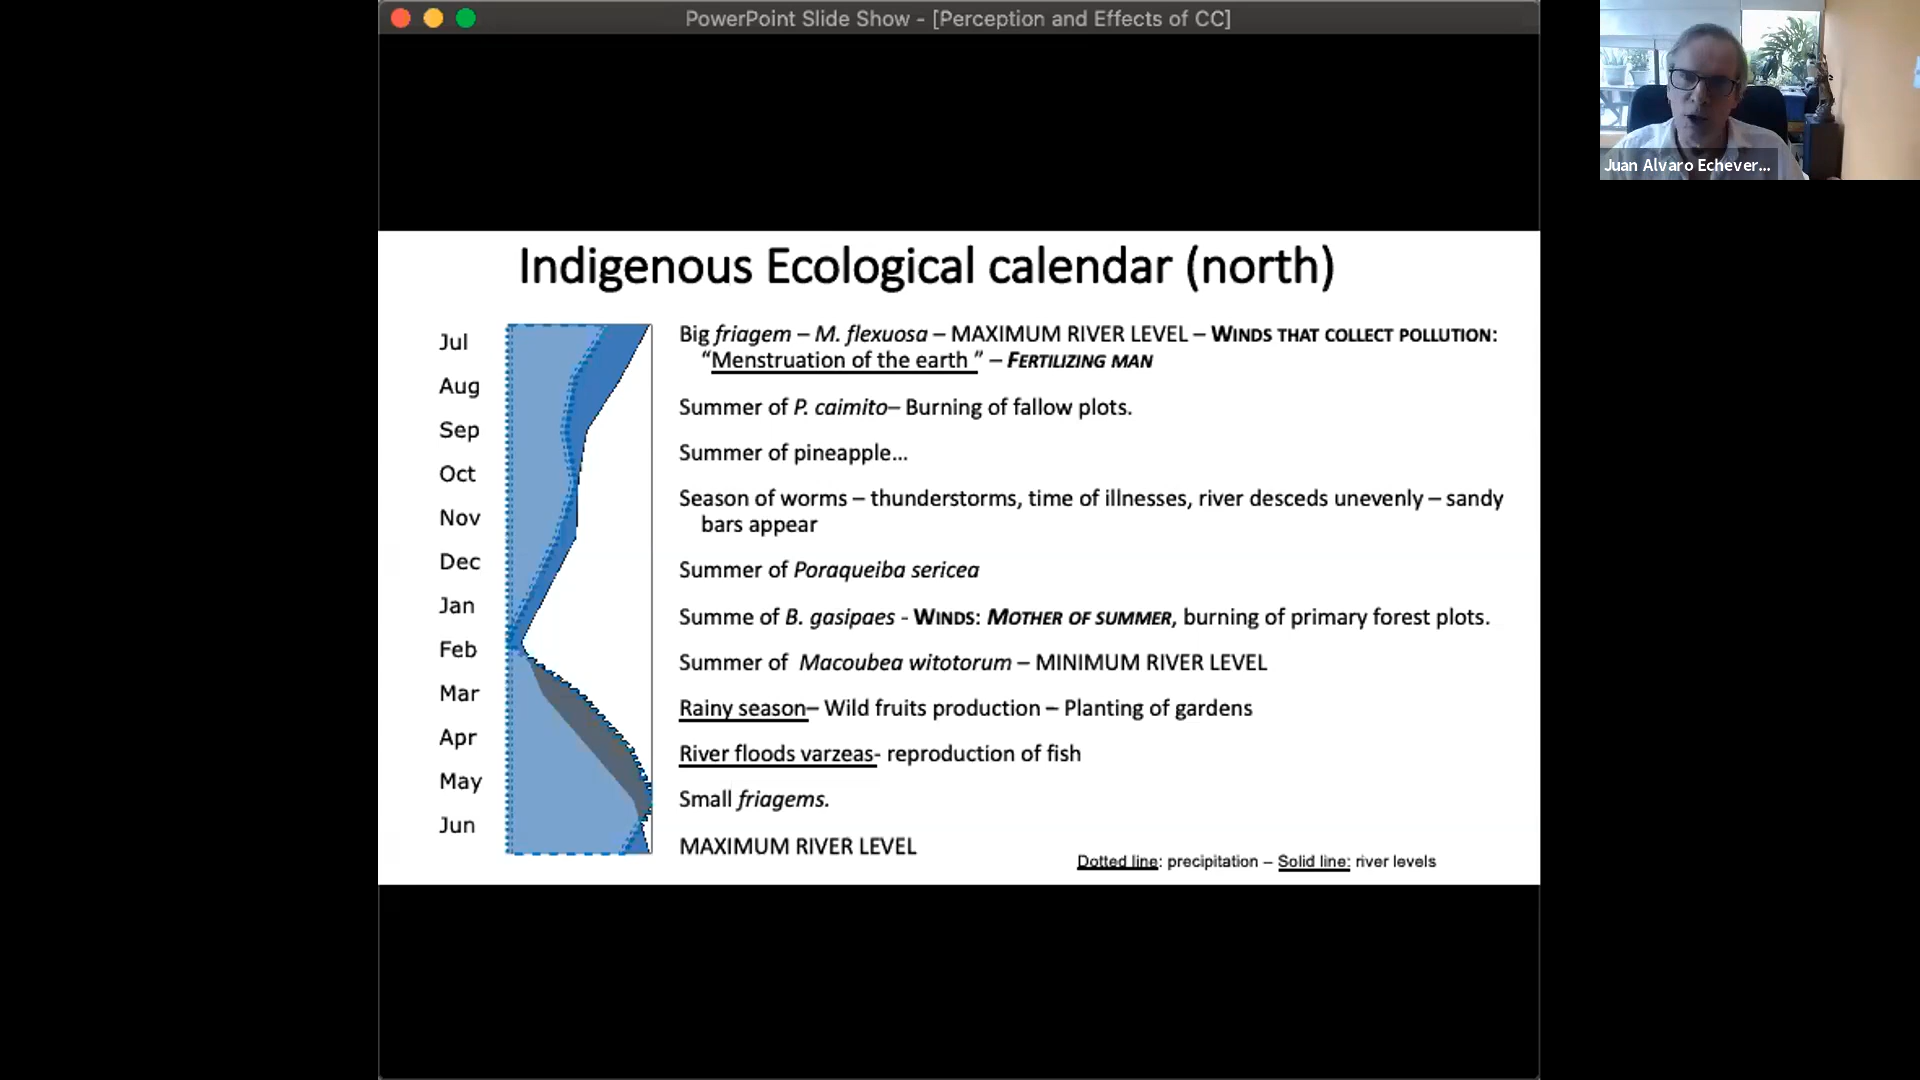 PowerPoint Slide Show - [Perception and Effects of CC]
Juan Alvaro Echever...
Indigenous Ecological calendar (north)
Jul
Aug
Sep
Oct
Nov
Dec
Jan
Feb
Mar
Apr
May
Jun
Big friagem – M. flexuosa – MAXIMUM RIVER LEVEL – WINDS THAT COLLECT POLLUTION:
“Menstruation of the earth ” – FERTILIZING MAN
Summer of P. caimito– Burning of fallow plots.
Summer of pineapple...
Season of worms – thunderstorms, time of illnesses, river desceds unevenly – sandy
bars appear
Summer of Poraqueiba sericea
Summe of B. gasipaes - WINDS: MOTHER OF SUMMER, burning of primary forest plots.
Summer of Macoubea witotorum – MINIMUM RIVER LEVEL
Rainy season– Wild fruits production – Planting of gardens
River floods varzeas- reproduction of fish
Small friagems.
MAXIMUM RIVER LEVEL
Dotted line: precipitation – Solid line: river levels